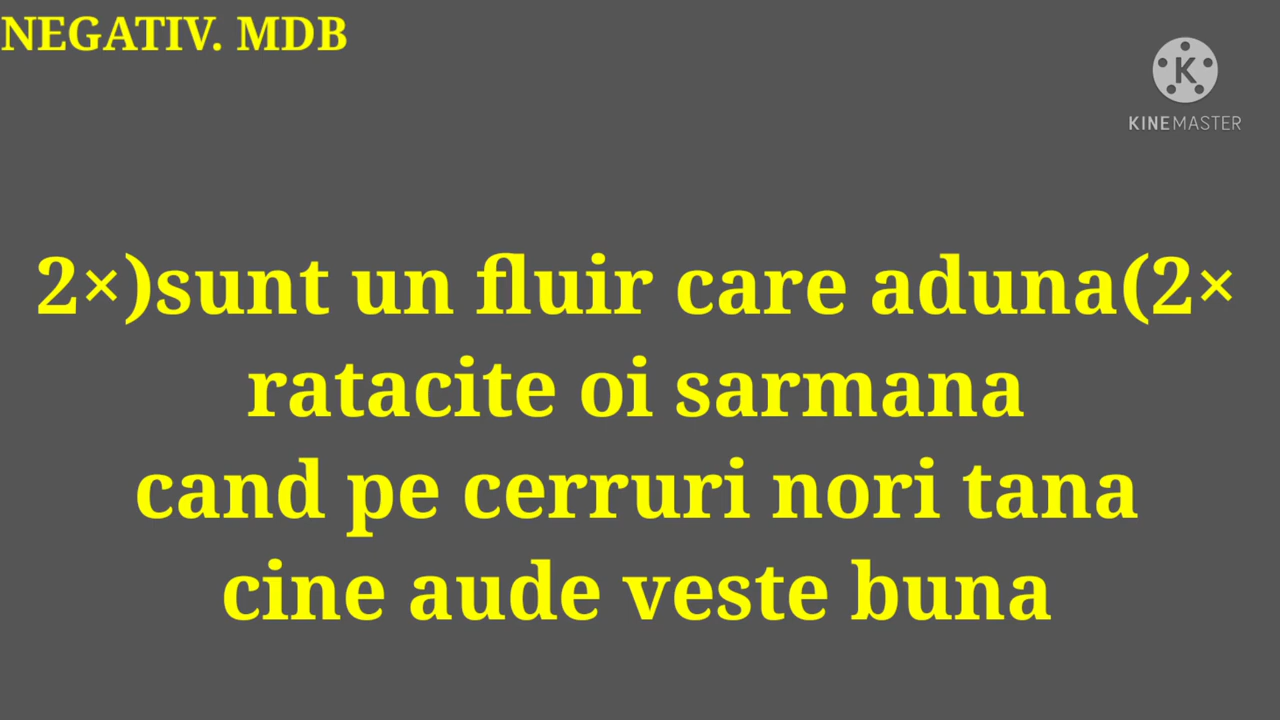 NEGATIV. MDB
KINEMASTER
2×)sunt un fluir care aduna(2×
ratacite oi sarmana
cand pe cerruri nori tana
cine aude veste buna